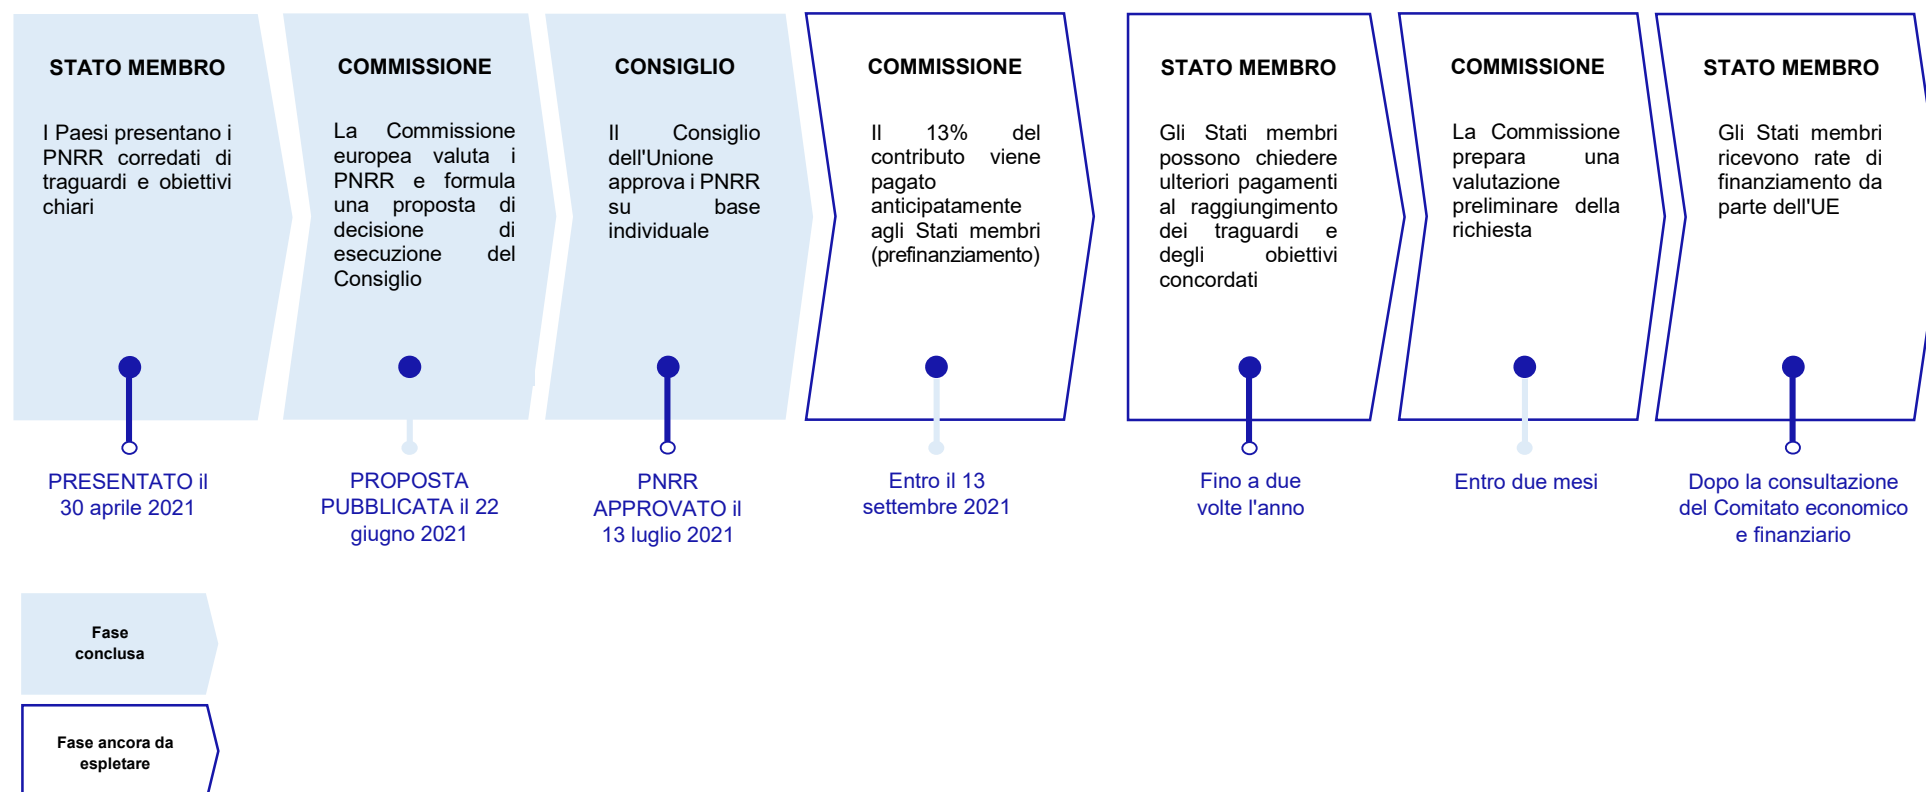 STATO MEMBRO
I Paesi presentano i
PNRR corredati di
traguardi e obiettivi
chiari
PRESENTATO il
30 aprile 2021
COMMISSIONE
La Commissione
europea valuta i
PNRR e formula
una proposta di
decisione di
esecuzione del
Consiglio
PROPOSTA
PUBBLICATA il 22
giugno 2021
CONSIGLIO
Il Consiglio
dell'Unione
approva i PNRR
su base
individuale
PNRR
APPROVATO il
13 luglio 2021
COMMISSIONE
Il 13% del
contributo viene
pagato
anticipatamente
agli Stati membri
(prefinanziamento)
Entro il 13
settembre 2021
STATO MEMBRO
Gli Stati membri
possono chiedere
ulteriori pagamenti
al raggiungimento
dei traguardi e
degli obiettivi
concordati
Fino a due
volte l'anno
COMMISSIONE
La Commissione
prepara una
valutazione
preliminare della
richiesta
Entro due mesi
STATO MEMBRO
Gli Stati membri
ricevono rate di
finanziamento da
parte dell'UE
Dopo la consultazione
del Comitato economico
e finanziario
Fase
conclusa
Fase ancora da
espletare